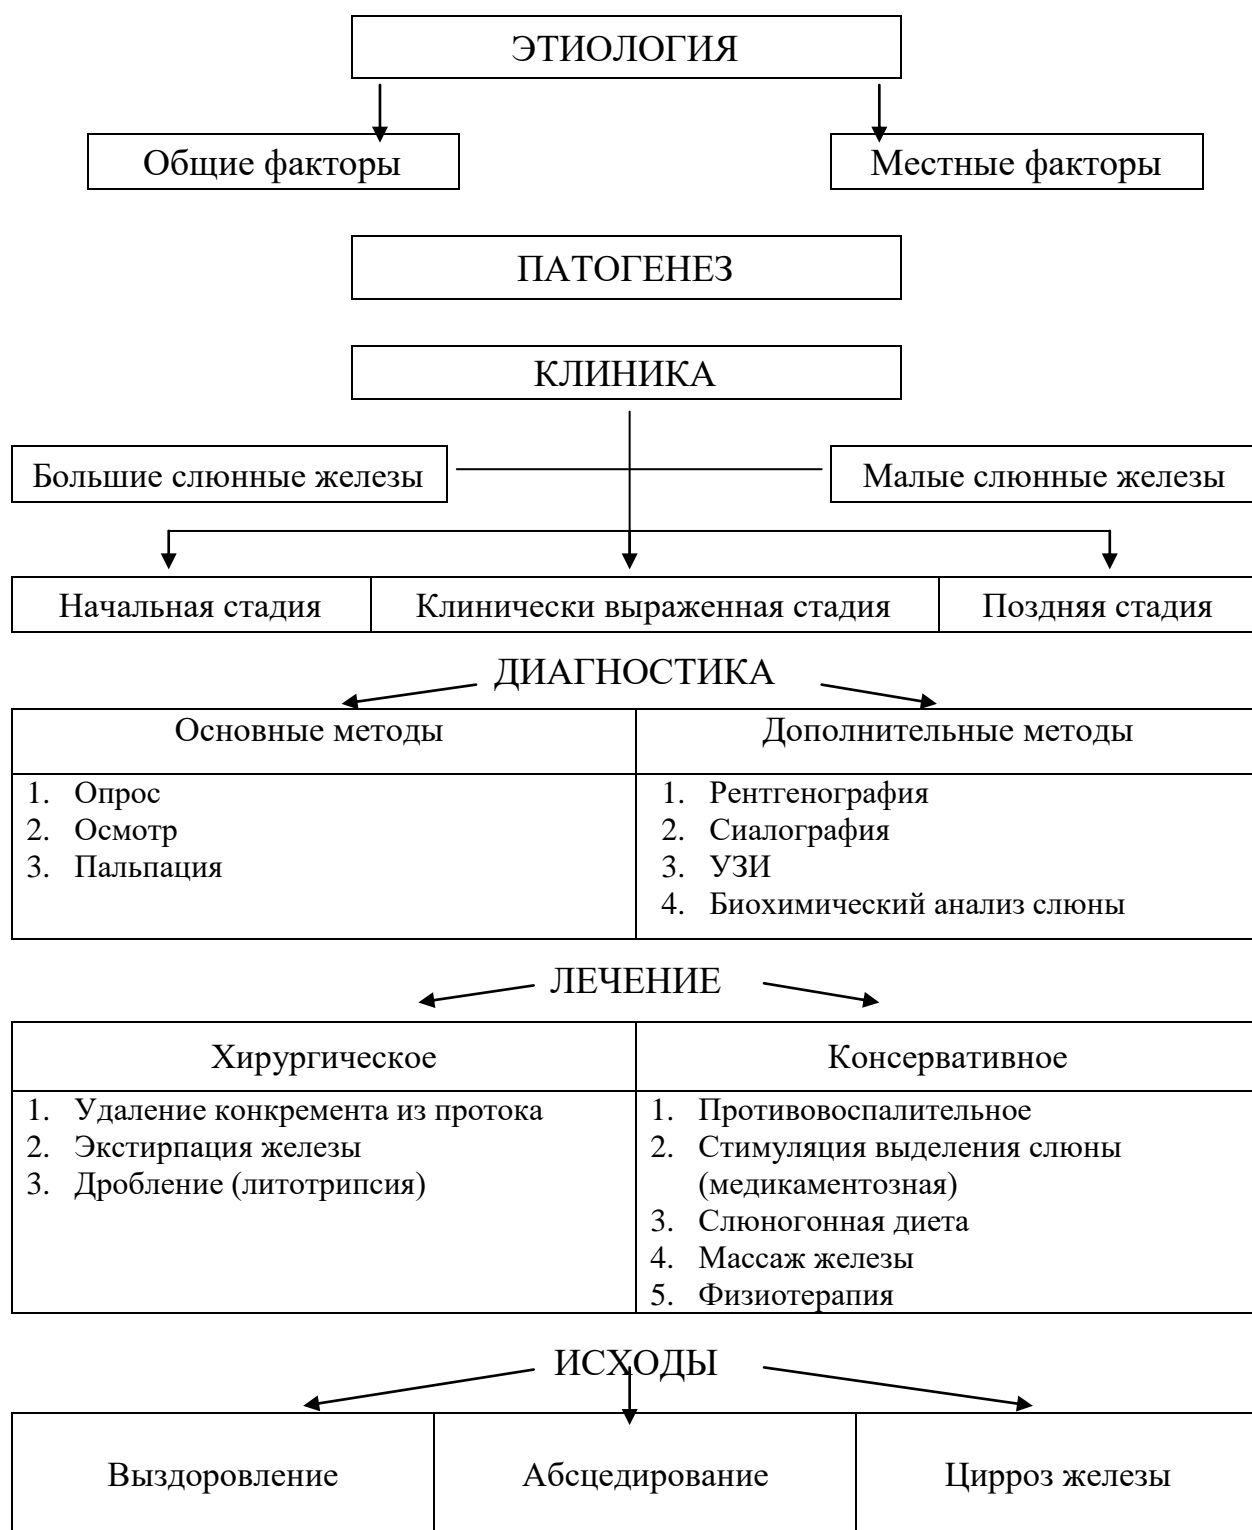 ЭТИОЛОГИЯ
Общие факторы
Местные факторы
ПАТОГЕНЕЗ
КЛИНИКА
Большие слюнные железы
Малые слюнные железы
Начальная стадия
Клинически выраженная стадия
Поздняя стадия
ДИАГНОСТИКА
Основные методы
Дополнительные методы
1. Опрос
2. Осмотр
3. Пальпация
1. Рентгенография
2. Сиалография
3. УЗИ
4. Биохимический анализ слюны
ЛЕЧЕНИЕ
Хирургическое
Консервативное
1. Удаление конкремента из протока
2. Экстирпация железы
3. Дробление (литотрипсия)
1. Противовоспалительное
2. Стимуляция выделения слюны
(медикаментозная)
3. Слюногонная диета
4. Массаж железы
5. Физиотерапия
ИСХОДЫ
Выздоровление
Абсцедирование
Цирроз железы